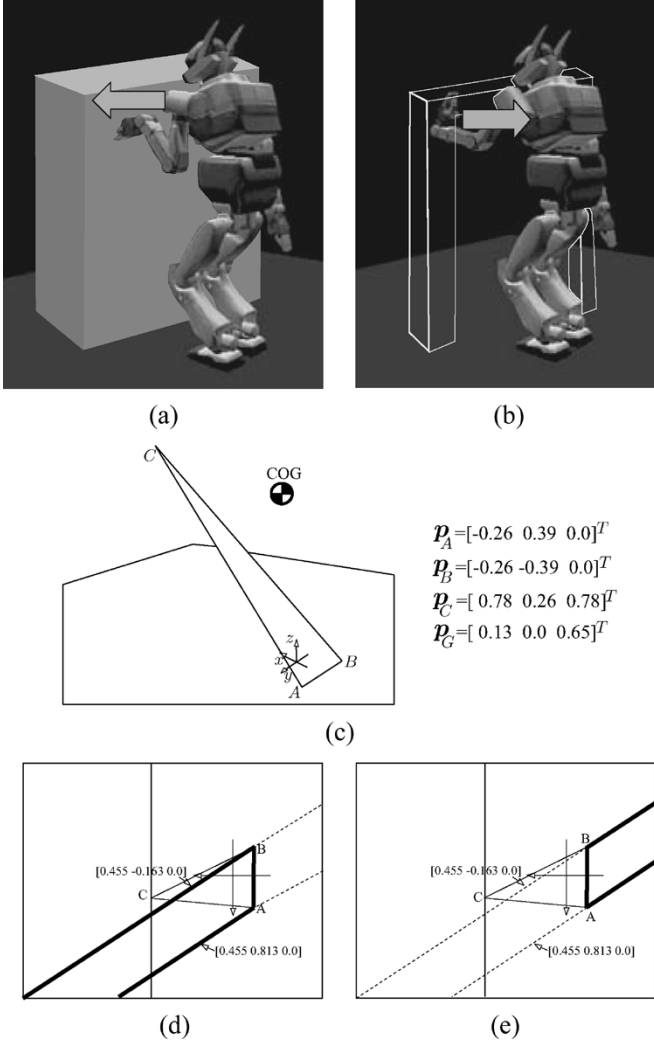 (a)
(b)
C
COG
z
x
y
A
B
p_A=[-0.26 0.39 0.0]^T
p_B=[-0.26 -0.39 0.0]^T
p_C=[ 0.78 0.26 0.78]^T
p_G=[ 0.13 0.0 0.65]^T
(c)
B
[0.455 -0.163 0.0]
C
A
[0.455 0.813 0.0]
(d)
B
[0.455 -0.163 0.0]
C
A
[0.455 0.813 0.0]
(e)